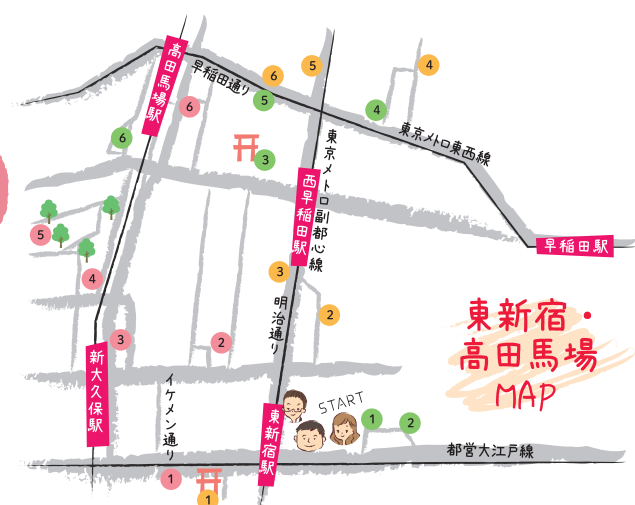 高田馬場駅
早稲田通り
6
5
4
5
4
6
6
3
東京メトロ東西線
東京メトロ副都心線
西早稲田駅
早稲田駅
5
4
3
2
明治通り
3
2
東新宿・
高田馬場
MAP
新大久保駅
イケメン通り
東新宿駅
START
1
2
都営大江戸線
1
1